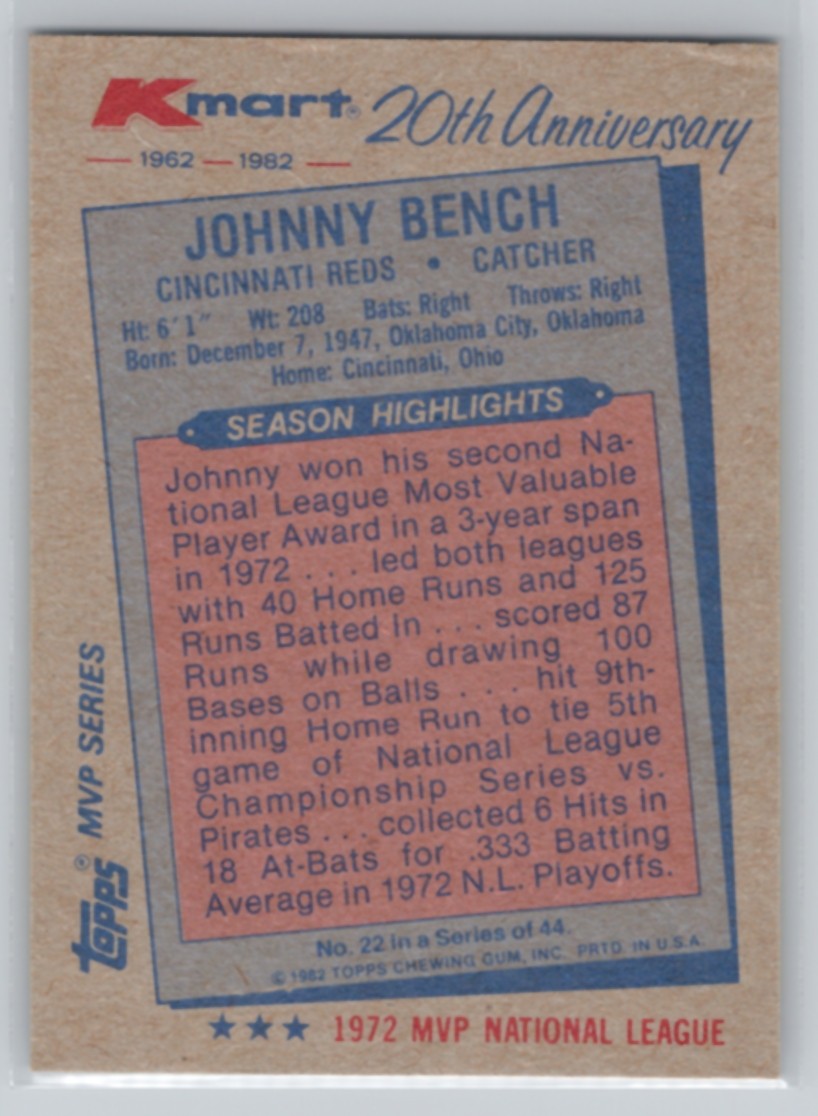 Kmart® 20th Anniversary
1962 — 1982
JOHNNY BENCH
CINCINNATI REDS • CATCHER
Ht: 6'1" Wt: 208 Bats: Right Throws: Right
Born: December 7, 1947, Oklahoma City, Oklahoma
Home: Cincinnati, Ohio
SEASON HIGHLIGHTS
Johnny won his second Na-
tional League Most Valuable
Player Award in a 3-year span
in 1972 . . . led both leagues
with 40 Home Runs and 125
Runs Batted In . . . scored 87
Runs while drawing 100
Bases on Balls . . . hit 9th-
inning Home Run to tie 5th
game of National League
Championship Series vs.
Pirates . . . collected 6 Hits in
18 At-Bats for .333 Batting
Average in 1972 N.L. Playoffs.
No. 22 in a Series of 44.
© 1982 TOPPS CHEWING GUM, INC. PRTD. IN U.S.A.
TOPPS® MVP SERIES
★★★ 1972 MVP NATIONAL LEAGUE